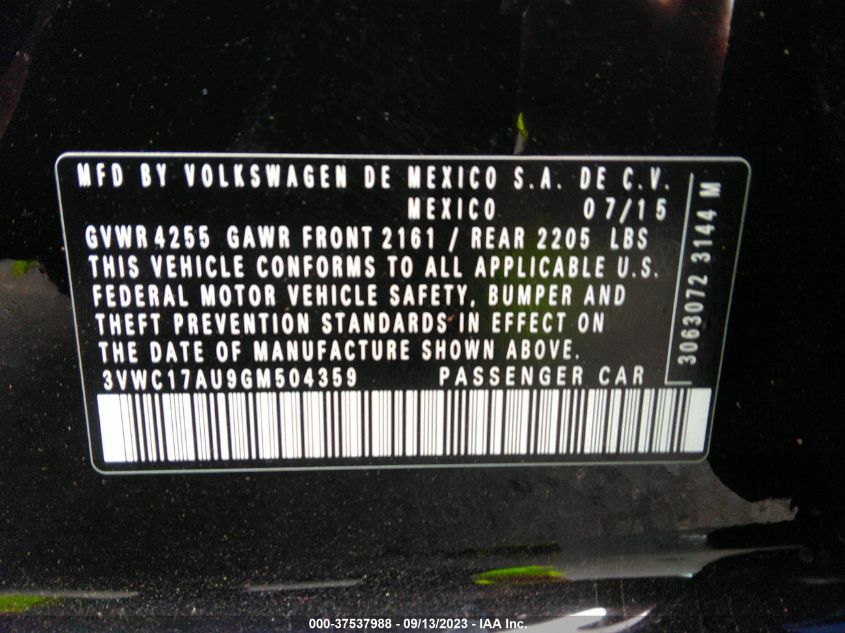 MFD BY VOLKSWAGEN DE MEXICO S.A. DE C.V.
MEXICO 07/15
GVWR 4255 GAWR FRONT 2161 / REAR 2205 LBS
THIS VEHICLE CONFORMS TO ALL APPLICABLE U.S.
FEDERAL MOTOR VEHICLE SAFETY, BUMPER AND
THEFT PREVENTION STANDARDS IN EFFECT ON
THE DATE OF MANUFACTURE SHOWN ABOVE.
3VWC17AU9GM504359 PASSENGER CAR
3063072 3144 M
000-37537988 - 09/13/2023 - IAA Inc.